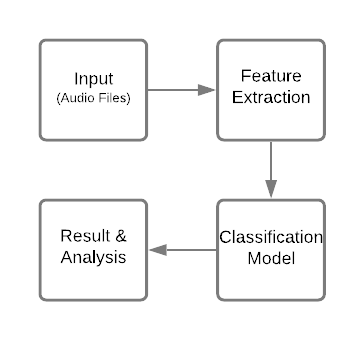 Input
(Audio Files)
Feature
Extraction
Classification
Model
Result &
Analysis